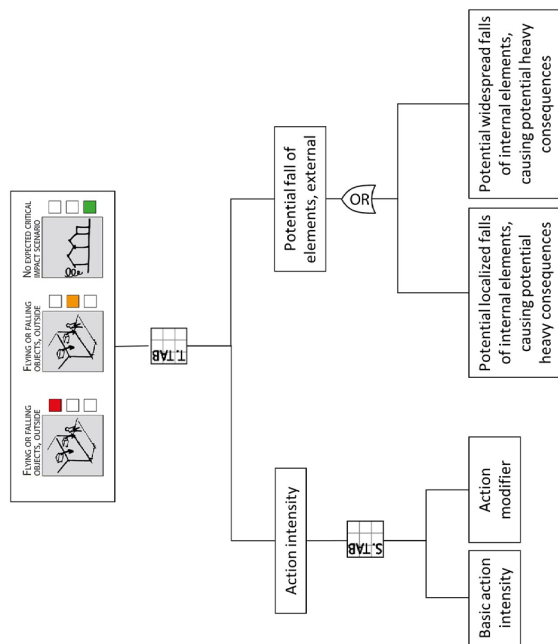 FLYING OR FALLING
OBJECTS, OUTSIDE
FLYING OR FALLING
OBJECTS, OUTSIDE
NO EXPECTED CRITICAL
IMPACT SCENARIO
T. TAB
Action intensity
Potential fall of
elements, external
S. TAB
OR
Basic action
intensity
Action
modifier
Potential localized falls
of internal elements,
causing potential
heavy consequences
Potential widespread falls
of internal elements,
causing potential heavy
consequences